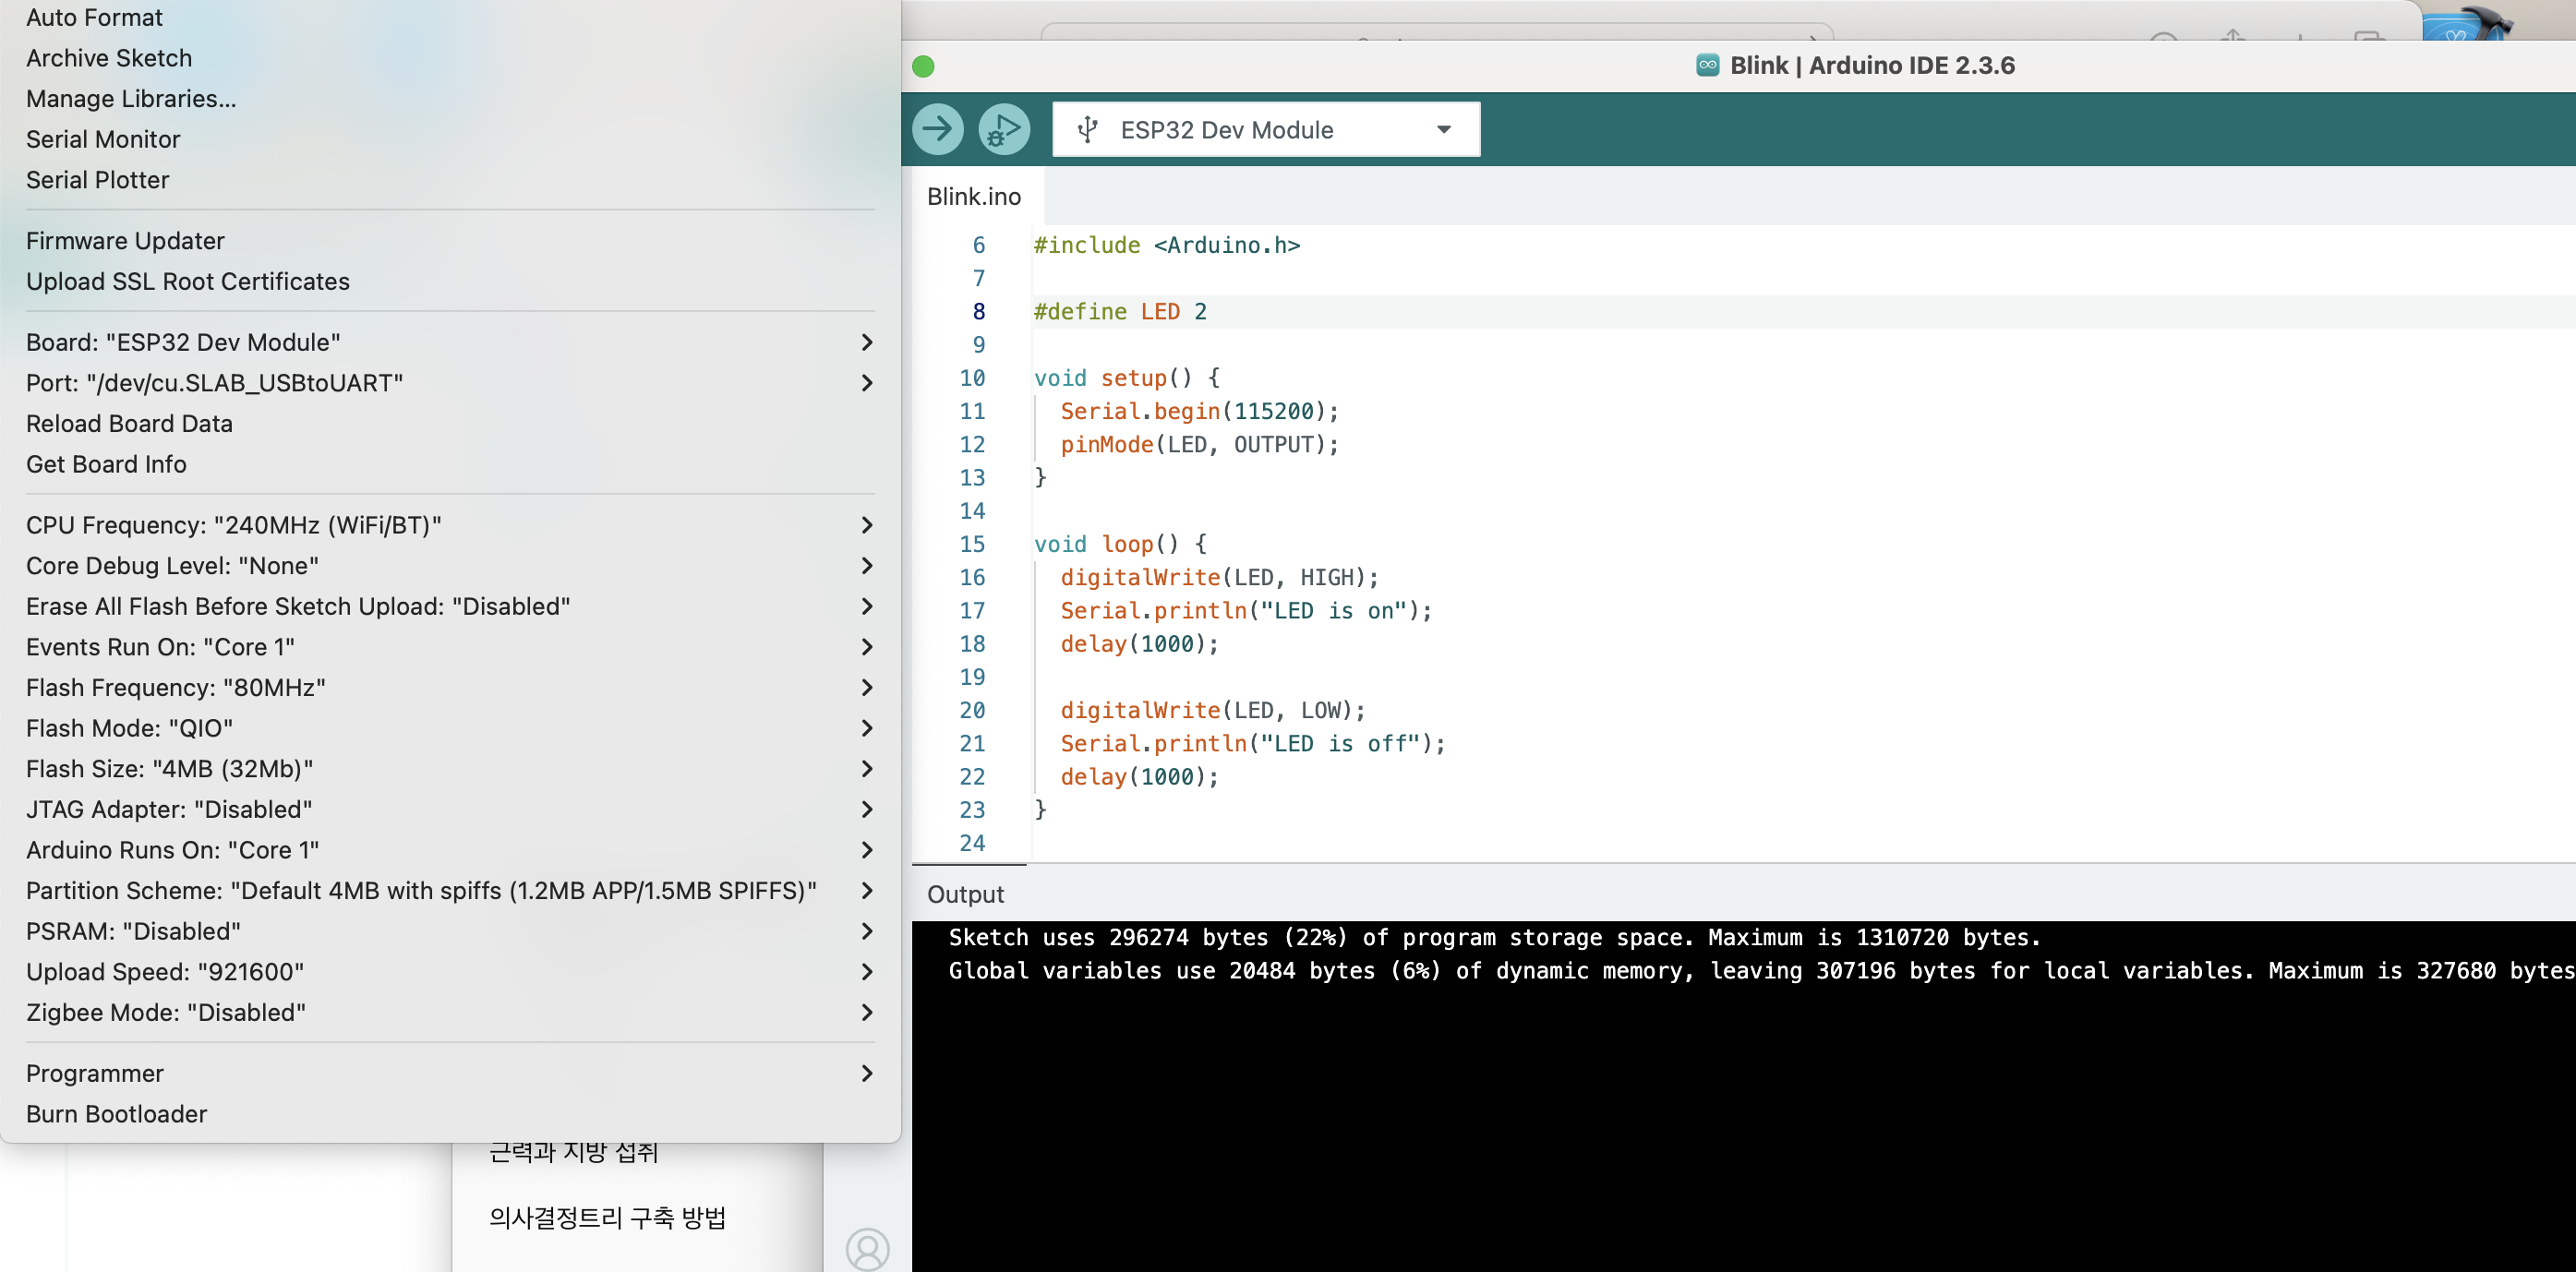 Auto Format
Archive Sketch
Manage Libraries...
Serial Monitor
Serial Plotter
Firmware Updater
Upload SSL Root Certificates
Board: "ESP32 Dev Module"
Port: "/dev/cu.SLAB_USBtoUART"
Reload Board Data
Get Board Info
CPU Frequency: "240MHz (WiFi/BT)"
Core Debug Level: "None"
Erase All Flash Before Sketch Upload: "Disabled"
Events Run On: "Core 1"
Flash Frequency: "80MHz"
Flash Mode: "QIO"
Flash Size: "4MB (32Mb)"
JTAG Adapter: "Disabled"
Arduino Runs On: "Core 1"
Partition Scheme: "Default 4MB with spiffs (1.2MB APP/1.5MB SPIFFS)"
PSRAM: "Disabled"
Upload Speed: "921600"
Zigbee Mode: "Disabled"
Programmer
Burn Bootloader
근력과 지방 섭취
의사결정트리 구축 방법
Blink | Arduino IDE 2.3.6
ESP32 Dev Module
Blink.ino
6 #include <Arduino.h>
7
8 #define LED 2
9
10 void setup() {
11 Serial.begin(115200);
12 pinMode(LED, OUTPUT);
13 }
14
15 void loop() {
16 digitalWrite(LED, HIGH);
17 Serial.println("LED is on");
18 delay(1000);
19
20 digitalWrite(LED, LOW);
21 Serial.println("LED is off");
22 delay(1000);
23 }
24
Output
Sketch uses 296274 bytes (22%) of program storage space. Maximum is 1310720 bytes.
Global variables use 20484 bytes (6%) of dynamic memory, leaving 307196 bytes for local variables. Maximum is 327680 bytes